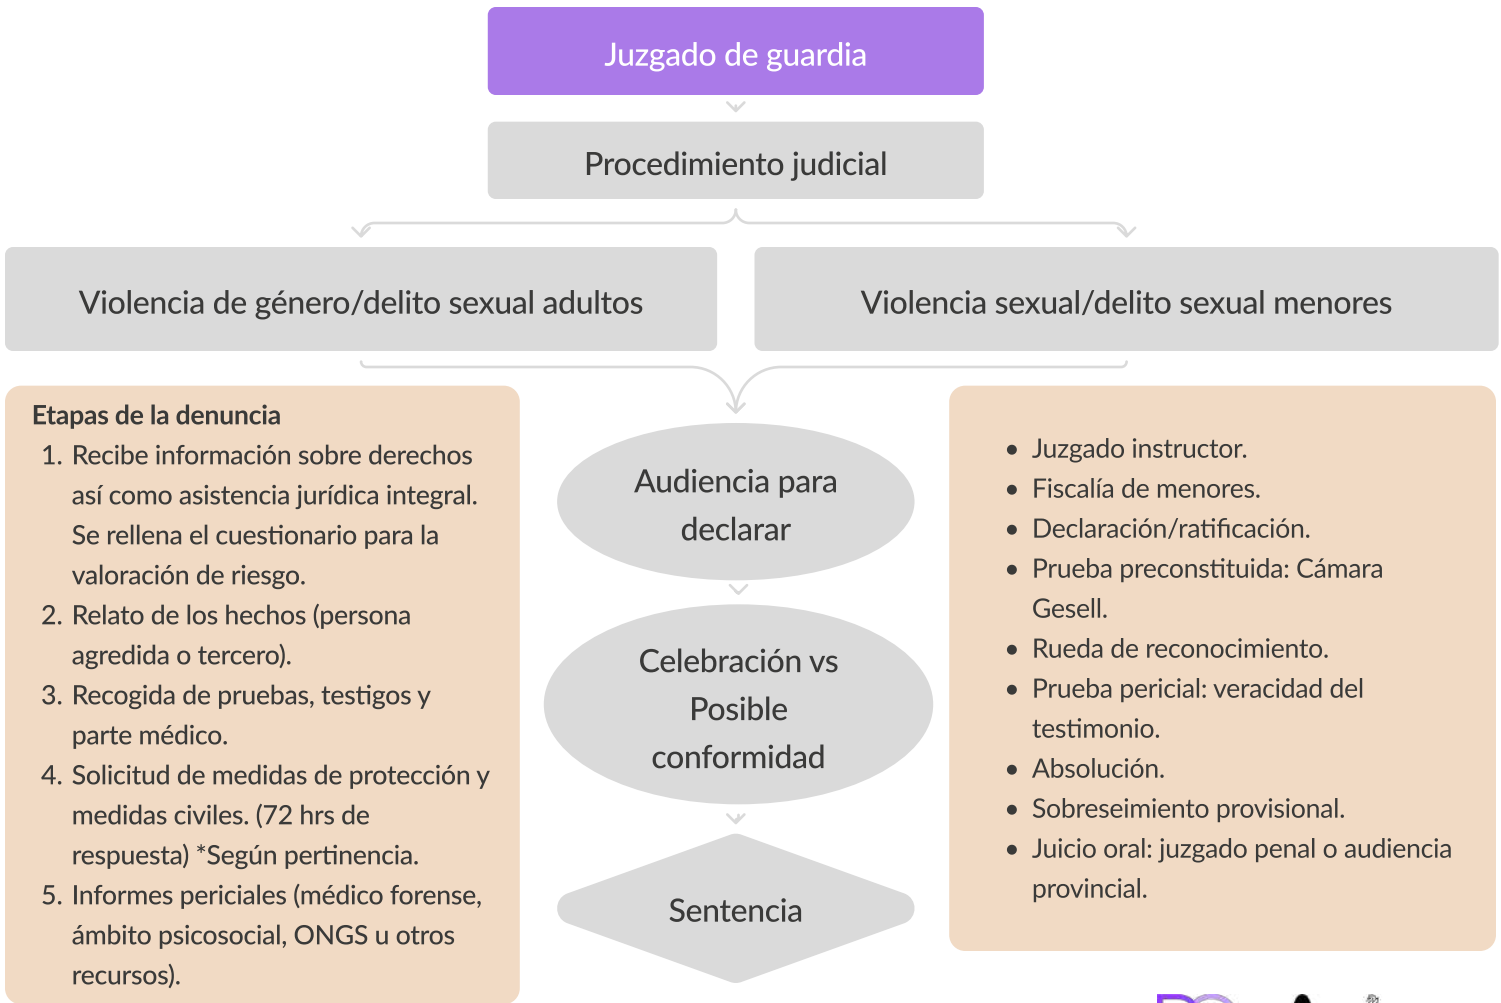 Juzgado de guardia
Procedimiento judicial
Violencia de género/delito sexual adultos
Violencia sexual/delito sexual menores
Etapas de la denuncia
1. Recibe información sobre derechos
así como asistencia jurídica integral.
Se rellena el cuestionario para la
valoración de riesgo.
2. Relato de los hechos (persona
agredida o tercero).
3. Recogida de pruebas, testigos y
parte médico.
4. Solicitud de medidas de protección y
medidas civiles. (72 hrs de
respuesta) *Según pertinencia.
5. Informes periciales (médico forense,
ámbito psicosocial, ONGS u otros
recursos).
Audiencia para
declarar
Celebración vs
Posible
conformidad
Sentencia
• Juzgado instructor.
• Fiscalía de menores.
• Declaración/ratificación.
• Prueba preconstituida: Cámara
Gesell.
• Rueda de reconocimiento.
• Prueba pericial: veracidad del
testimonio.
• Absolución.
• Sobreseimiento provisional.
• Juicio oral: juzgado penal o audiencia
provincial.